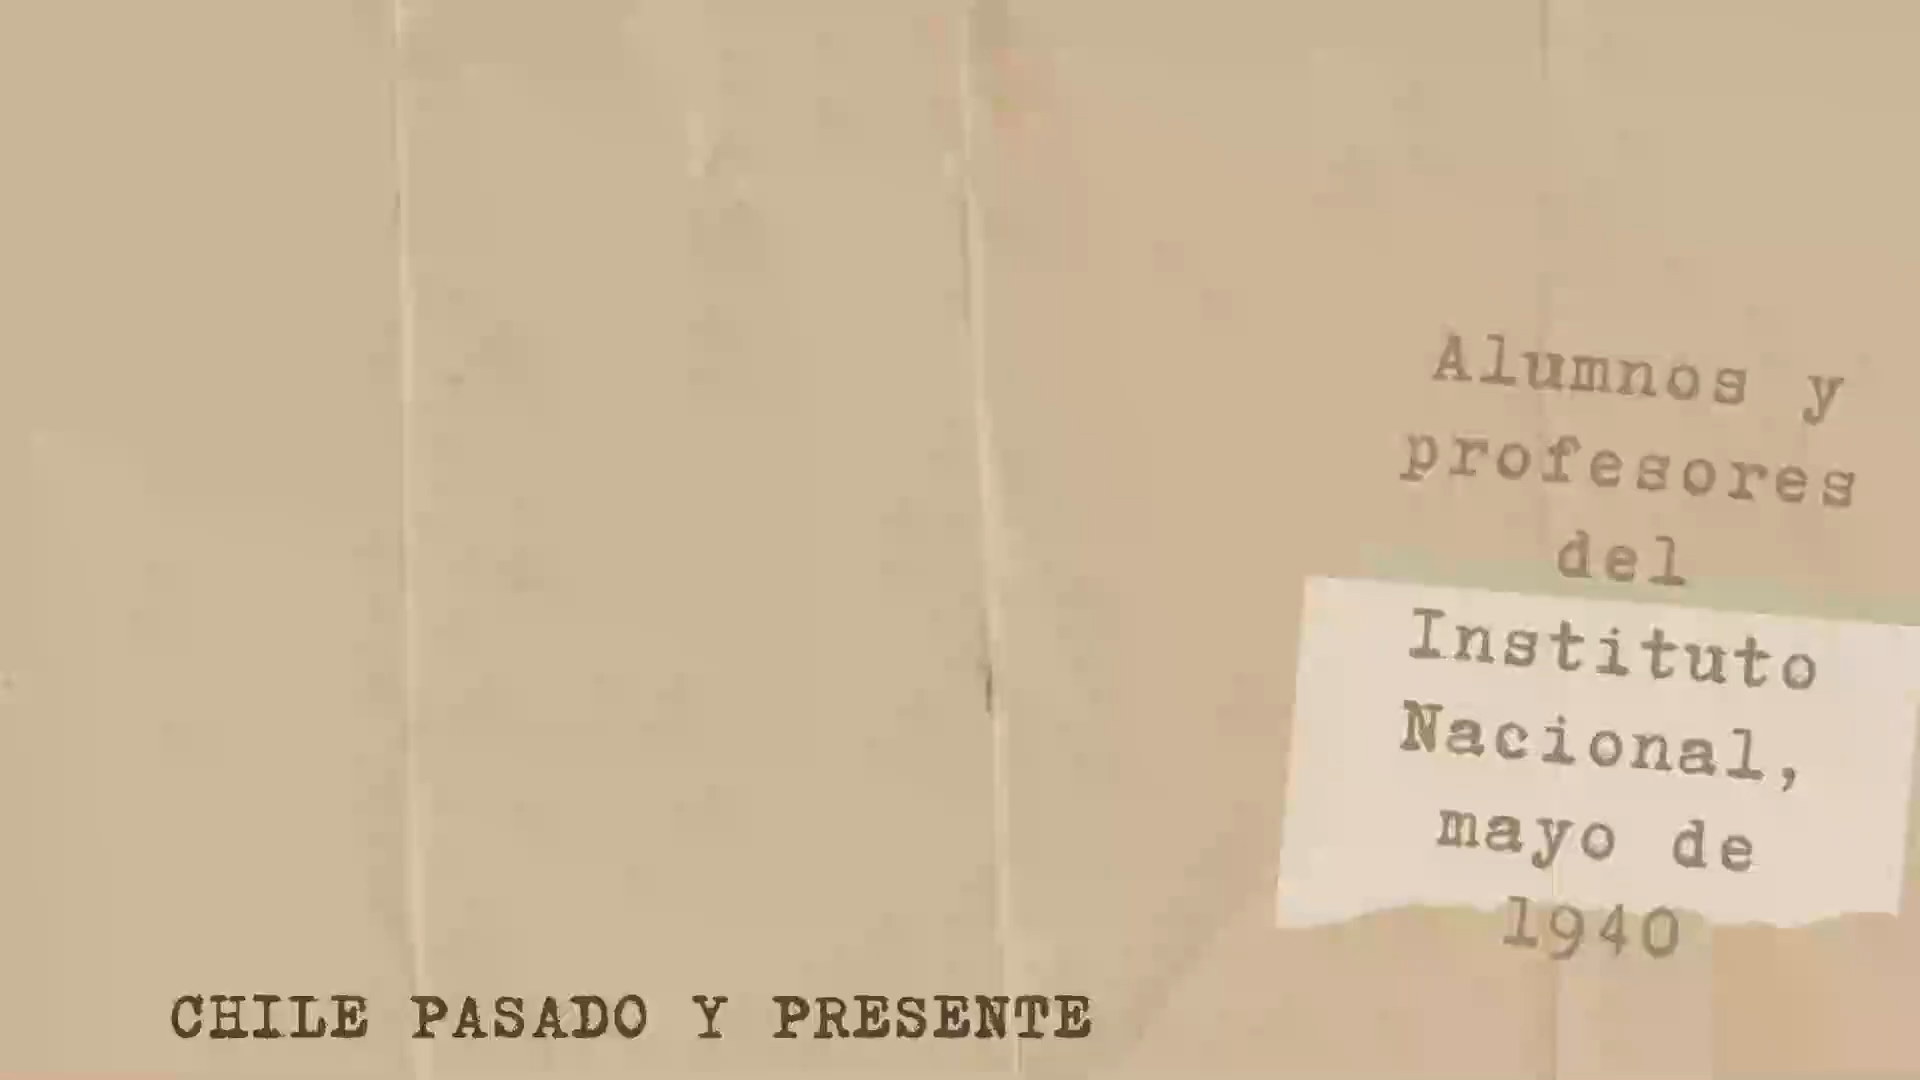 Alumnos y
profesores
del
Instituto
Nacional,
mayo de
1940
CHILE PASADO Y PRESENTE